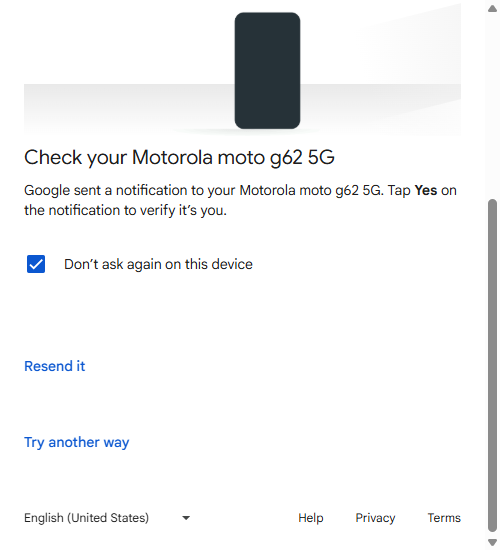 Check your Motorola moto g62 5G
Google sent a notification to your Motorola moto g62 5G. Tap Yes on
the notification to verify it’s you.
Don’t ask again on this device
Resend it
Try another way
English (United States) Help Privacy Terms